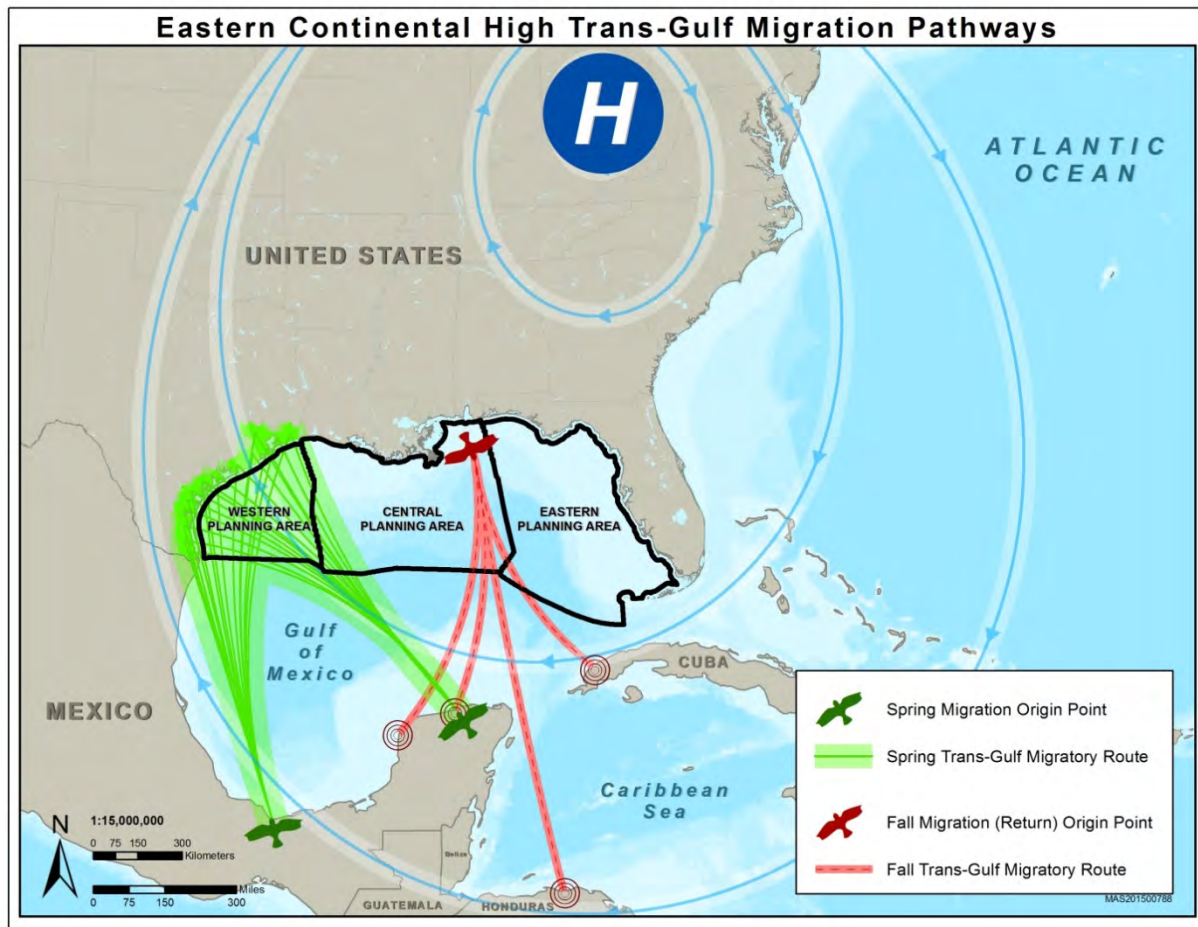 Eastern Continental High Trans-Gulf Migration Pathways
H
ATLANTIC
OCEAN
UNITED STATES
WESTERN
PLANNING AREA
CENTRAL
PLANNING AREA
EASTERN
PLANNING AREA
Gulf
of
Mexico
CUBA
MEXICO
Caribbean
Sea
Belize
GUATEMALA
HONDURAS
N
1:15,000,000
0 75 150 300
Kilometers
Miles
0 75 150 300
Spring Migration Origin Point
Spring Trans-Gulf Migratory Route
Fall Migration (Return) Origin Point
Fall Trans-Gulf Migratory Route
MAS201500788